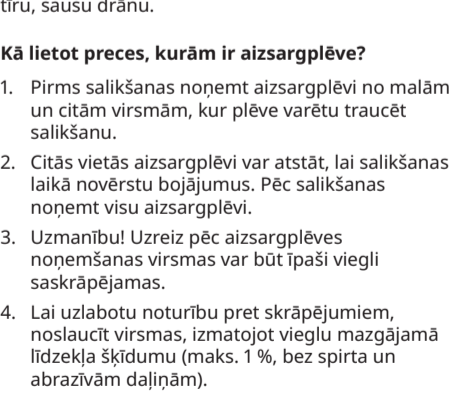 tīru, sausu drānu.
Kā lietot preces, kurām ir aizsargplēve?
1. Pirms salikšanas noņemt aizsargplēvi no malām
un citām virsmām, kur plēve varētu traucēt
salikšanu.
2. Citās vietās aizsargplēvi var atstāt, lai salikšanas
laikā novērstu bojājumus. Pēc salikšanas
noņemt visu aizsargplēvi.
3. Uzmanību! Uzreiz pēc aizsargplēves
noņemšanas virsmas var būt īpaši viegli
saskrāpējamas.
4. Lai uzlabotu noturību pret skrāpējumiem,
noslaucīt virsmas, izmatojot vieglu mazgājamā
līdzekļa šķīdumu (maks. 1 %, bez spirta un
abrazīvām daļiņām).